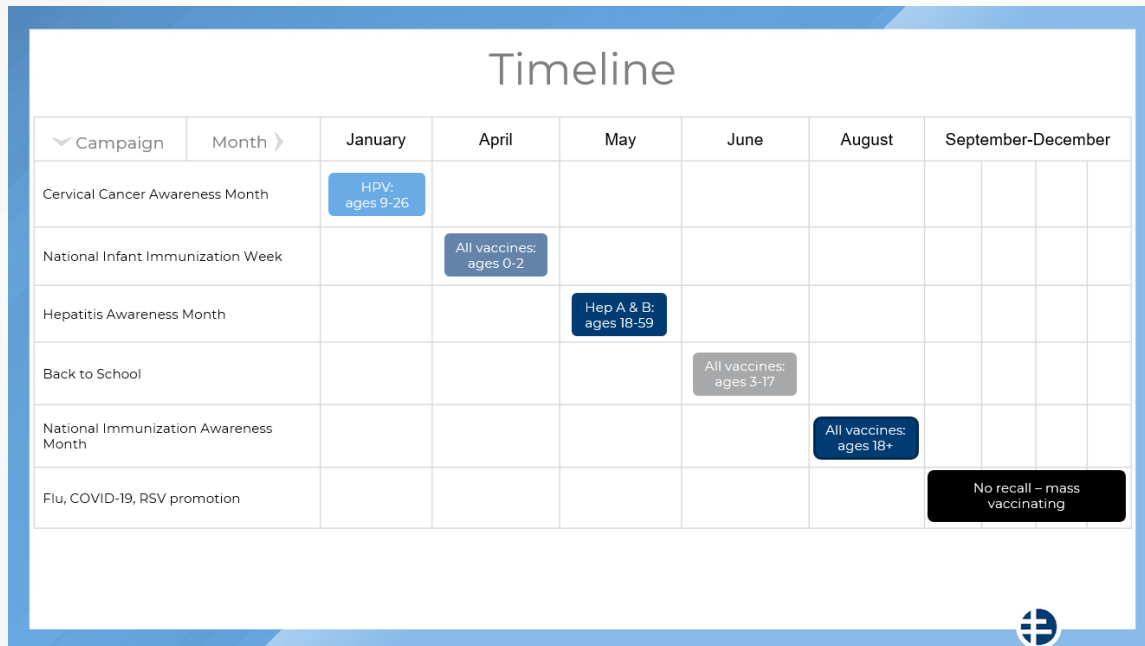 Timeline
Campaign
Month
January
April
May
June
August
September-December
Cervical Cancer Awareness Month
HPV:
ages 9-26
National Infant Immunization Week
All vaccines:
ages 0-2
Hepatitis Awareness Month
Hep A & B:
ages 18-59
Back to School
All vaccines:
ages 3-17
National Immunization Awareness
Month
All vaccines:
ages 18+
Flu, COVID-19, RSV promotion
No recall – mass
vaccinating